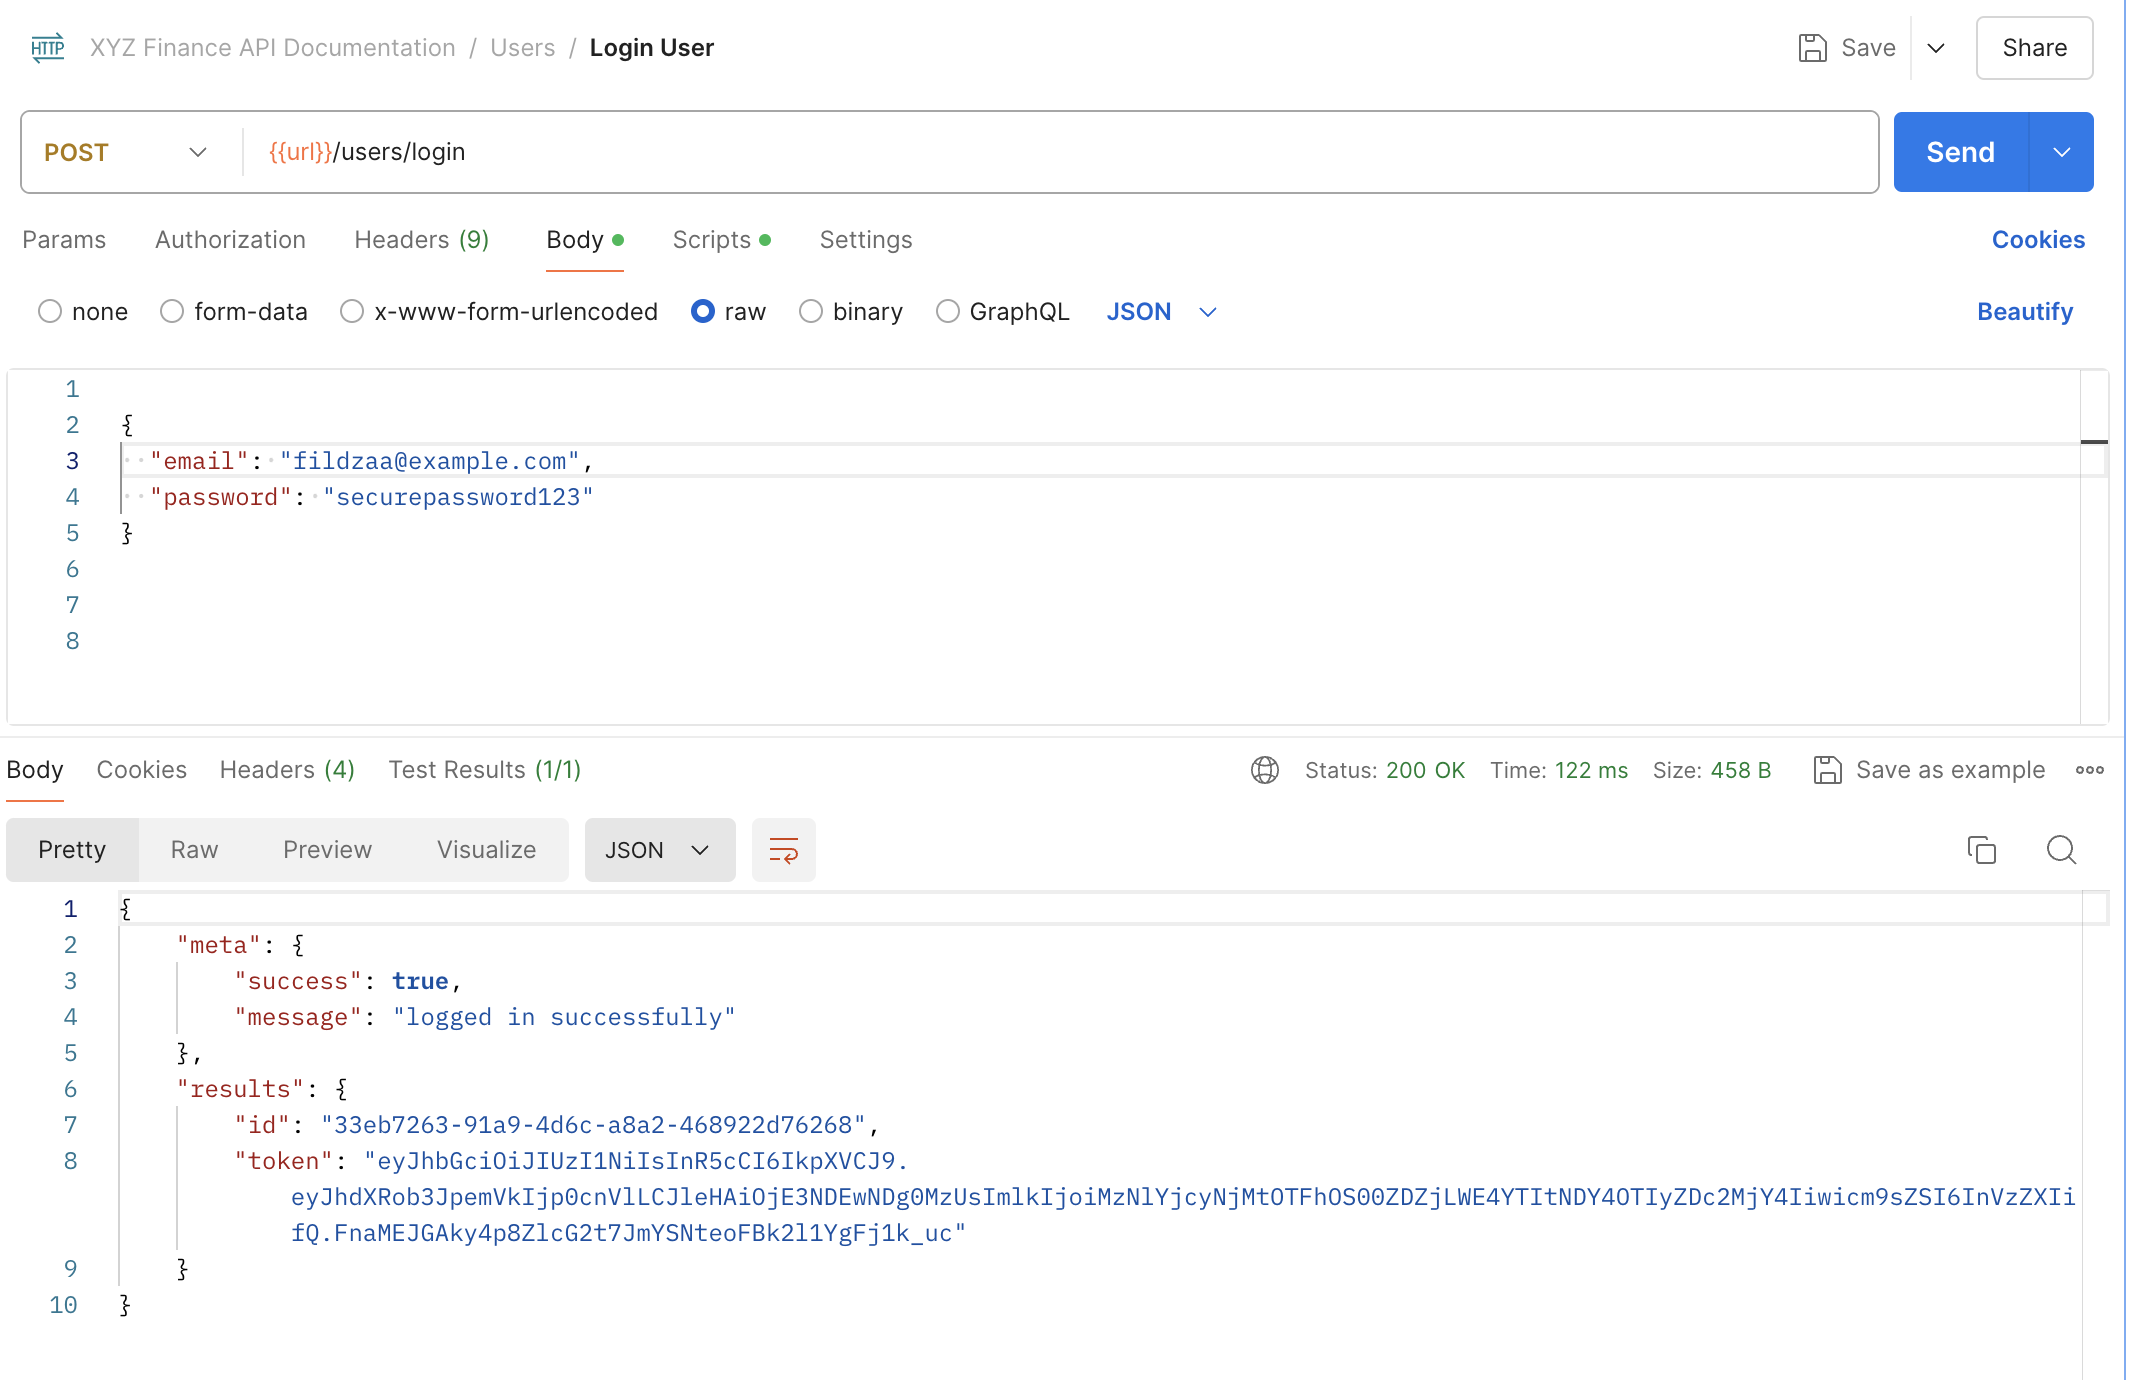 HTTP XYZ Finance API Documentation / Users / Login User Save Share
POST {{url}}/users/login Send
Params Authorization Headers (9) Body Scripts Settings Cookies
none form-data x-www-form-urlencoded raw binary GraphQL JSON Beautify
1
2 {
3 "email": "fildzaa@example.com",
4 "password": "securepassword123"
5 }
6
7
8
Body Cookies Headers (4) Test Results (1/1) Status: 200 OK Time: 122 ms Size: 458 B Save as example
Pretty Raw Preview Visualize JSON
1 {
2 "meta": {
3 "success": true,
4 "message": "logged in successfully"
5 },
6 "results": {
7 "id": "33eb7263-91a9-4d6c-a8a2-468922d76268",
8 "token": "eyJhbGciOiJIUzI1NiIsInR5cCI6IkpXVCJ9.
eyJhdXRob3JpemVkIjp0cnVlLCJleHAiOjE3NDEwNDg0MzUsImlkIjoiMzNlYjcyNjMtOTFhOS00ZDZjLWE4YTItNDY4OTIyZDc2MjY4Iiwicm9sZSI6InVzZXIi
fQ.FnaMEJGAky4p8ZlcG2t7JmYSNteoFBk2l1YgFj1k_uc"
9 }
10 }